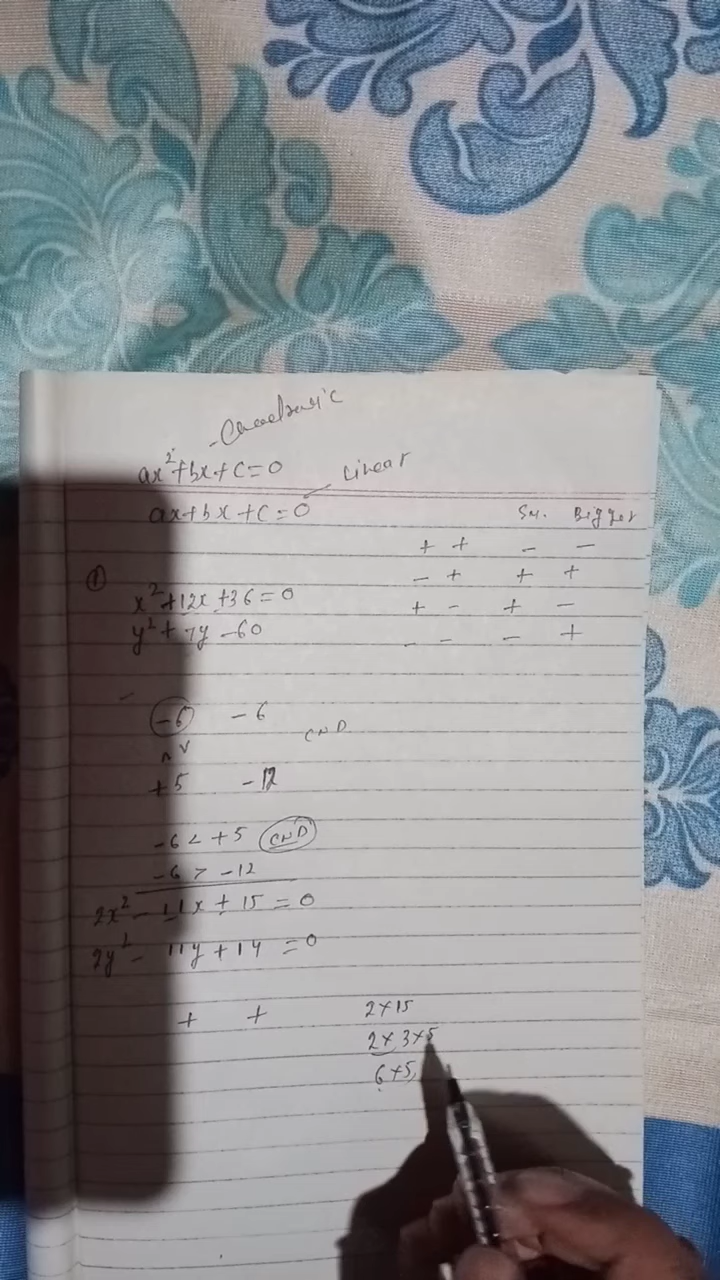 ax²+bx+c=0
Linear
ax+bx+c=0
Sm. Bigger
+ + - -
①
- + + +
x²+12x+36=0
+ - + -
y²+7y-60
- - - +
-6 -6
CND
+5 -12
-6 < +5 CND
-6 > -12
2x² - 11x + 15 = 0
2y² - 11y + 14 = 0
+ +
2×15
2×3×5
6×5